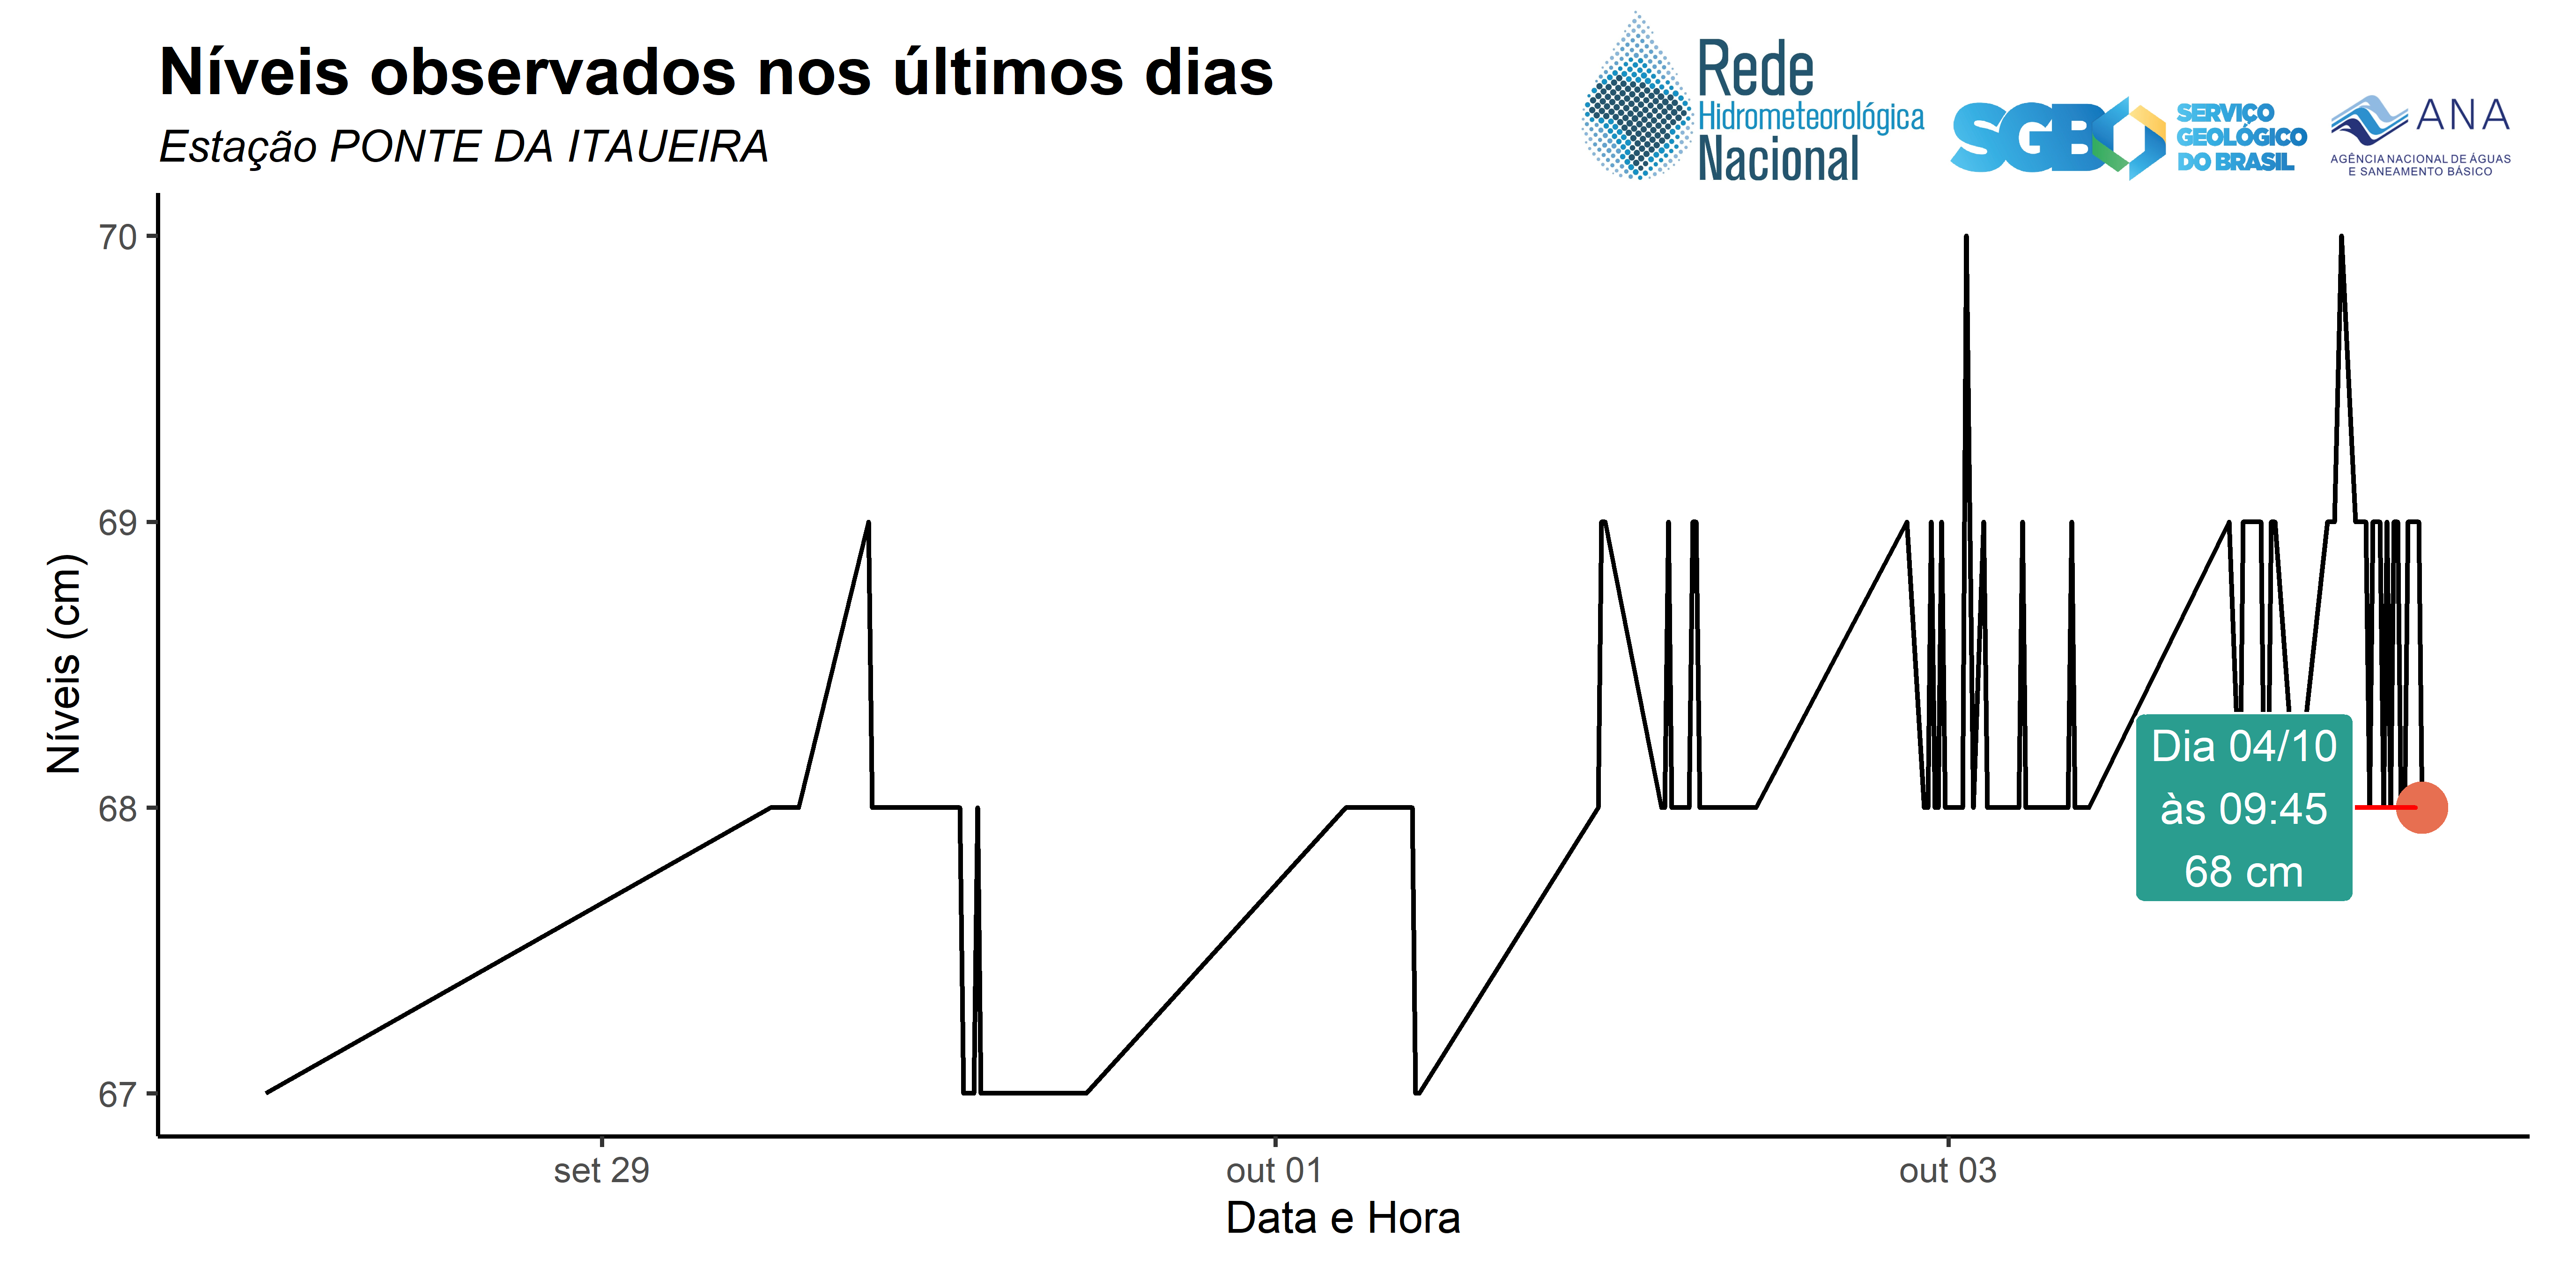 Níveis observados nos últimos dias
Estação PONTE DA ITAUEIRA
Rede
Hidrometeorológica
Nacional
SGB
SERVIÇO
GEOLÓGICO
DO BRASIL
ANA
AGÊNCIA NACIONAL DE ÁGUAS
E SANEAMENTO BÁSICO
70
69
68
67
Níveis (cm)
Dia 04/10
às 09:45
68 cm
set 29
out 01
out 03
Data e Hora